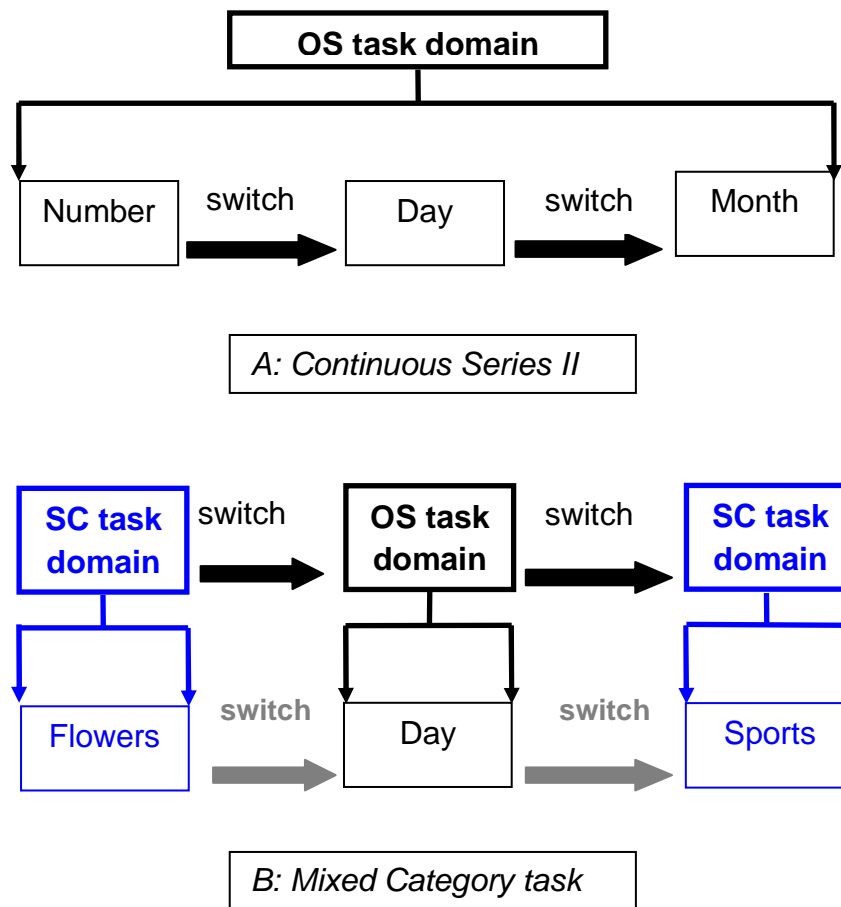 OS task domain
Number
switch
Day
switch
Month
A: Continuous Series II
SC task
domain
switch
OS task
domain
switch
SC task
domain
Flowers
switch
Day
switch
Sports
B: Mixed Category task